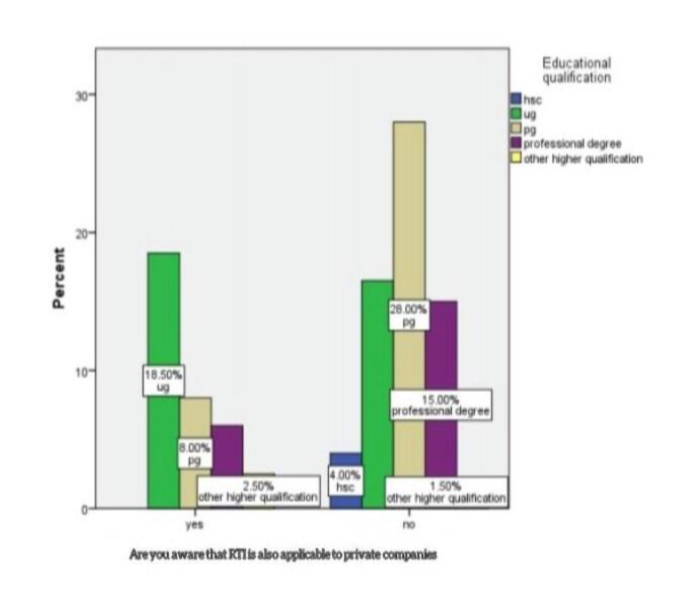 Educational
qualification
hsc
ug
pg
professional degree
other higher qualification
Percent
30
20
10
0
18.50%
ug
8.00%
pg
2.50%
other higher qualification
4.00%
hsc
28.00%
pg
15.00%
professional degree
1.50%
other higher qualification
yes
no
Are you aware that RTI is also applicable to private companies